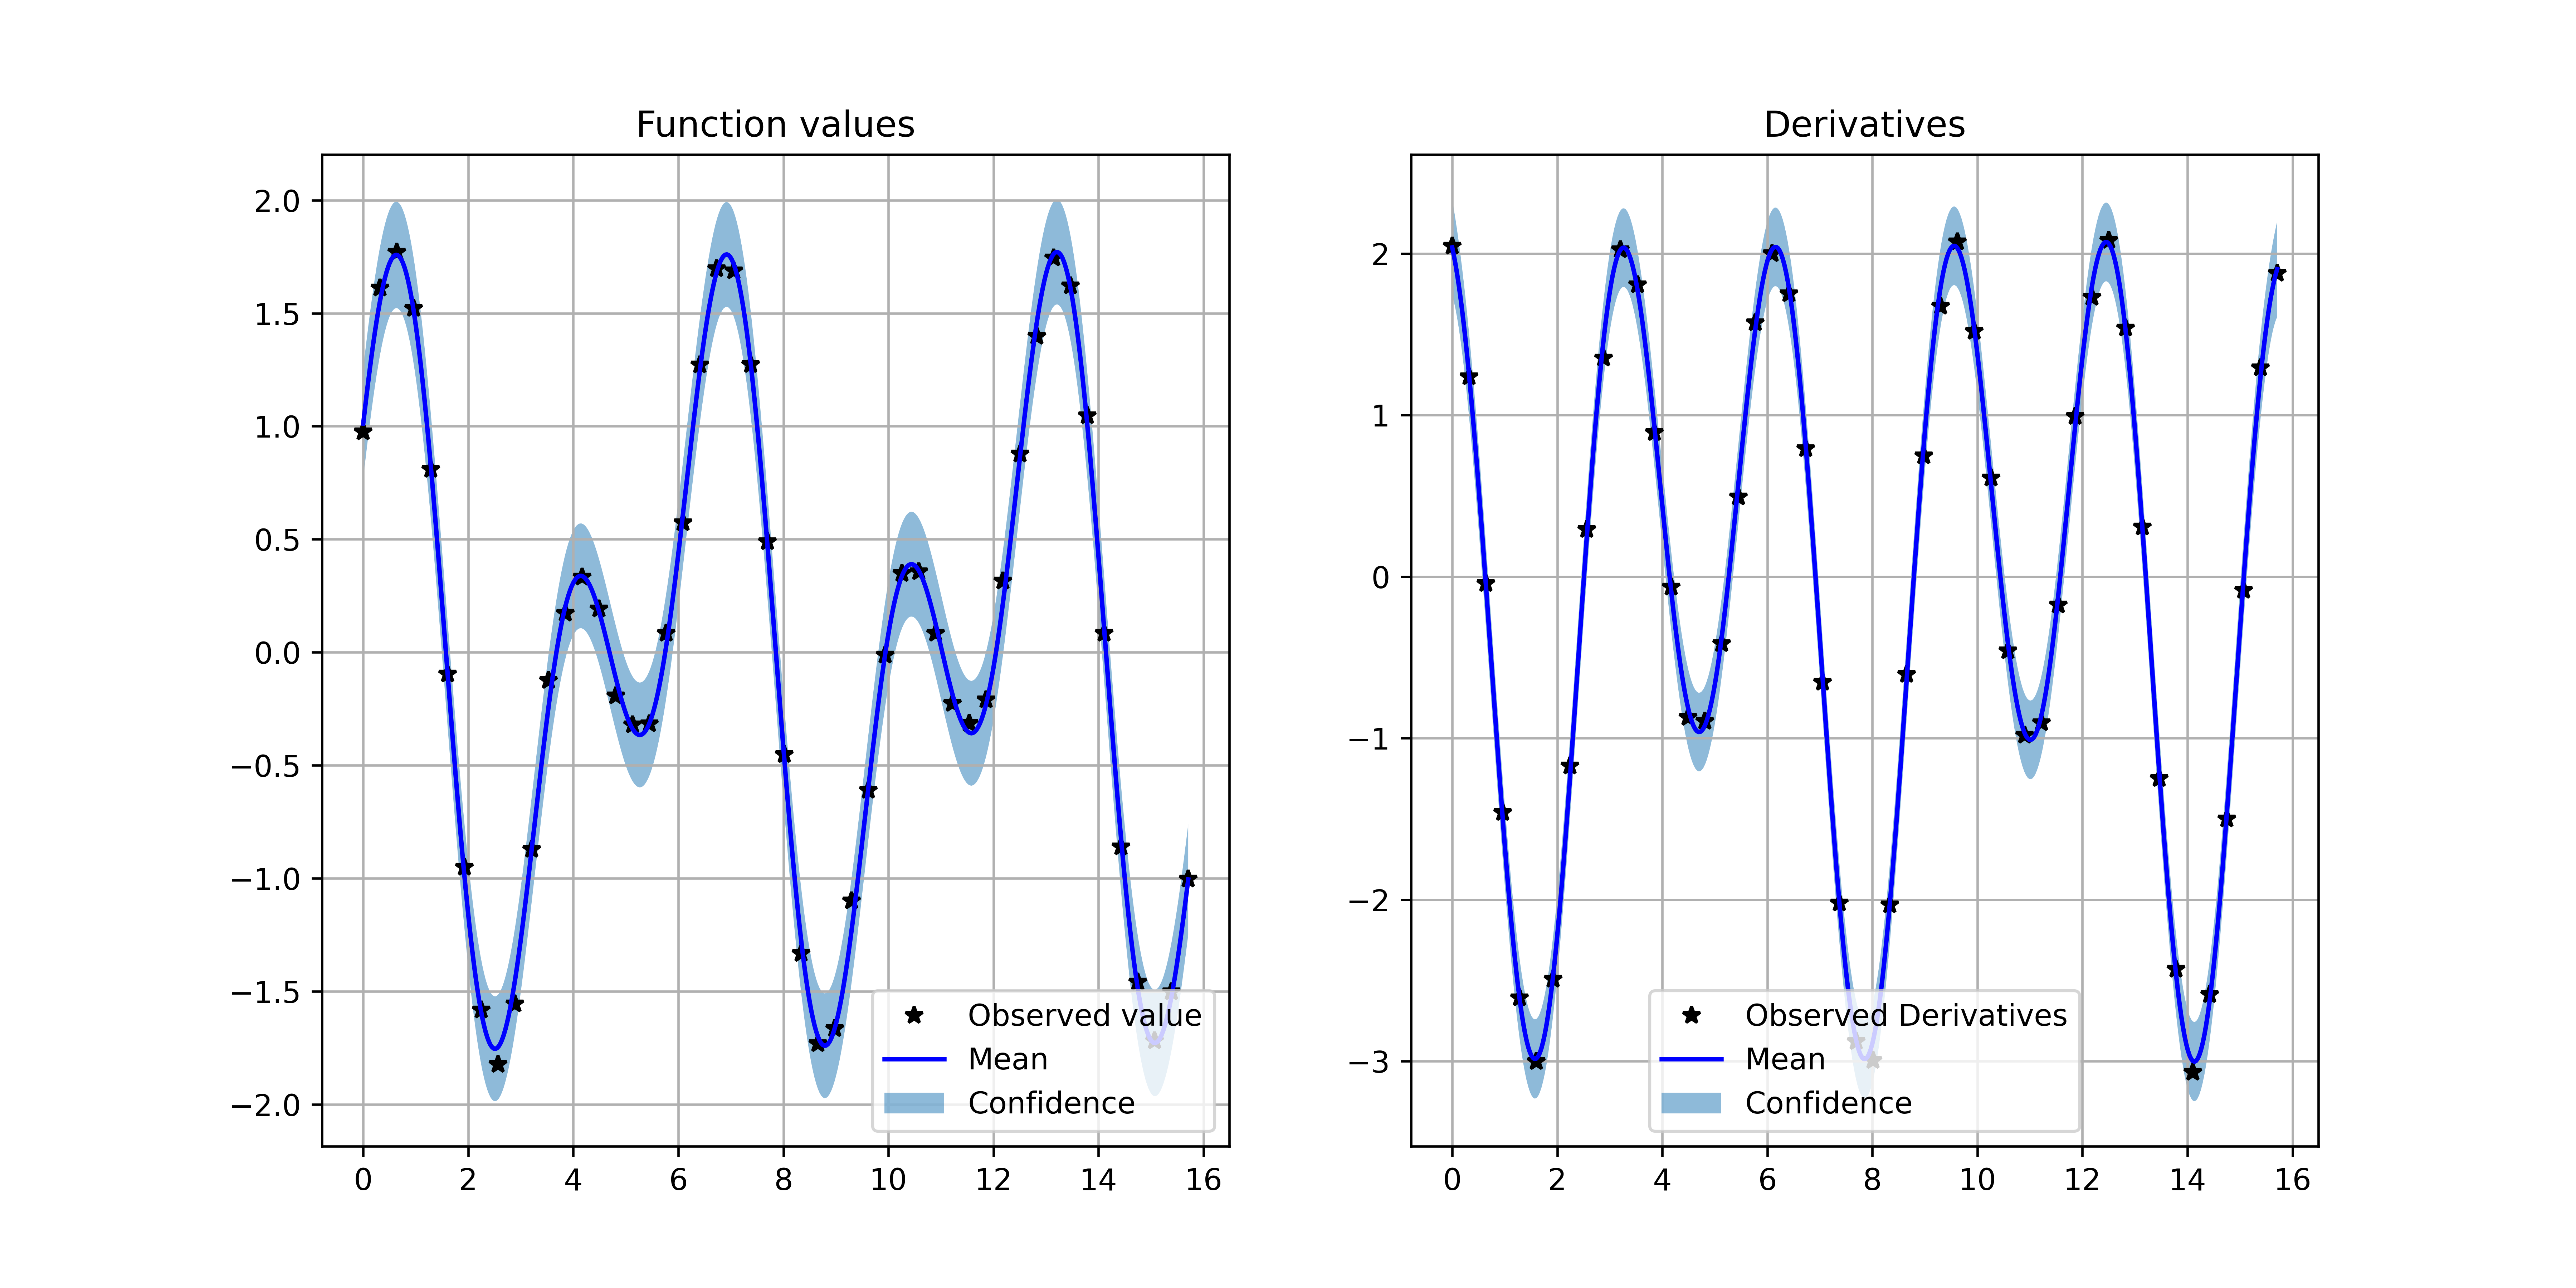 Function values
2.0
1.5
1.0
0.5
0.0
−0.5
−1.0
−1.5
−2.0
0 2 4 6 8 10 12 14 16
Observed value
Mean
Confidence
Derivatives
2
1
0
−1
−2
−3
0 2 4 6 8 10 12 14 16
Observed Derivatives
Mean
Confidence